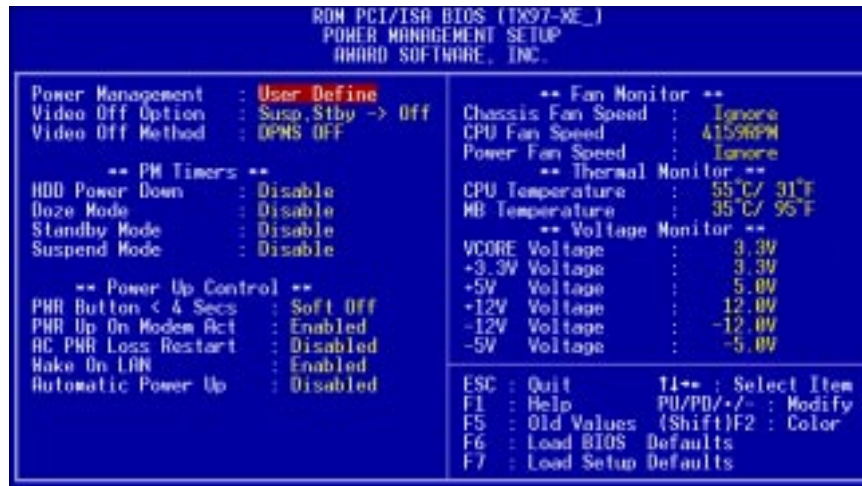 ROM PCI/ISA BIOS (TX97-XE_)
POWER MANAGEMENT SETUP
AWARD SOFTWARE, INC.
Power Management : User Define
Video Off Option : Susp,Stby -> Off
Video Off Method : DPMS OFF
** PM Timers **
HDD Power Down : Disable
Doze Mode : Disable
Standby Mode : Disable
Suspend Mode : Disable
** Power Up Control **
PWR Button < 4 Secs : Soft Off
PWR Up On Modem Act : Enabled
AC PWR Loss Restart : Disabled
Wake On LAN : Enabled
Automatic Power Up : Disabled
** Fan Monitor **
Chassis Fan Speed : Ignore
CPU Fan Speed : 4159RPM
Power Fan Speed : Ignore
** Thermal Monitor **
CPU Temperature : 55°C/ 91°F
MB Temperature : 35°C/ 95°F
** Voltage Monitor **
VCORE Voltage : 3.3V
+3.3V Voltage : 3.3V
+5V Voltage : 5.0V
+12V Voltage : 12.0V
-12V Voltage : -12.0V
-5V Voltage : -5.0V
ESC : Quit ↑↓→← : Select Item
F1 : Help PU/PD/+/- : Modify
F5 : Old Values (Shift)F2 : Color
F6 : Load BIOS Defaults
F7 : Load Setup Defaults